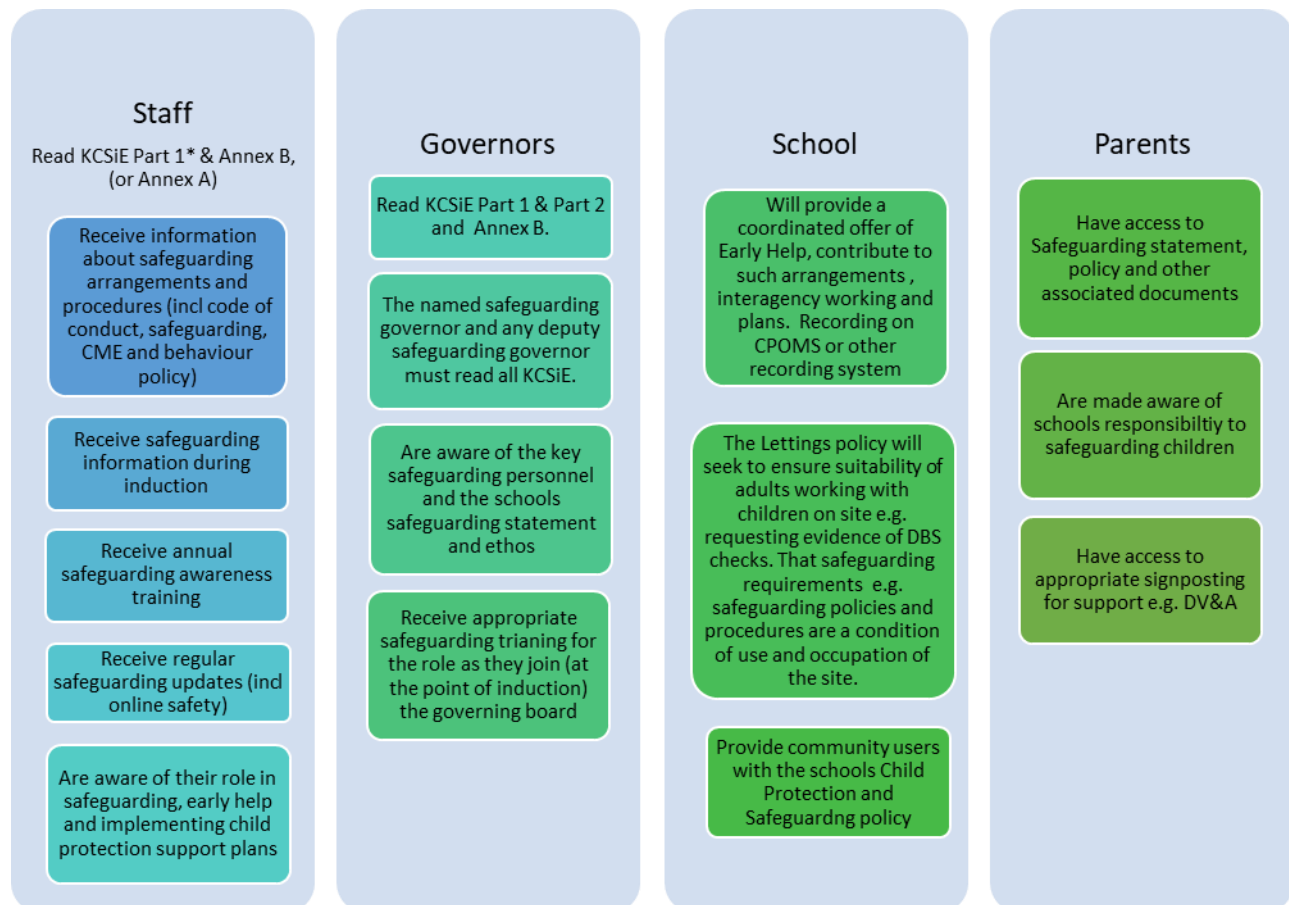 Staff
Read KCSiE Part 1* & Annex B,
(or Annex A)
Receive information
about safeguarding
arrangements and
procedures (incl code of
conduct, safeguarding,
CME and behaviour
policy)
Receive safeguarding
information during
induction
Receive annual
safeguarding awareness
training
Receive regular
safeguarding updates (incl
online safety)
Are aware of their role in
safeguarding, early help
and implementing child
protection support plans
Governors
Read KCSiE Part 1 & Part 2
and Annex B.
The named safeguarding
governor and any deputy
safeguarding governor
must read all KCSiE.
Are aware of the key
safeguarding personnel
and the schools
safeguarding statement
and ethos
Receive appropriate
safeguarding trianing for
the role as they join (at
the point of induction)
the governing board
School
Will provide a
coordinated offer of
Early Help, contribute to
such arrangements ,
interagency working and
plans. Recording on
CPOMS or other
recording system
The Lettings policy will
seek to ensure suitability of
adults working with
children on site e.g.
requesting evidence of DBS
checks. That safeguarding
requirements e.g.
safeguarding policies and
procedures are a condition
of use and occupation of
the site.
Provide community users
with the schools Child
Protection and
Safeguardng policy
Parents
Have access to
Safeguarding statement,
policy and other
associated documents
Are made aware of
schools responsibiltiy to
safeguarding children
Have access to
appropriate signposting
for support e.g. DV&A